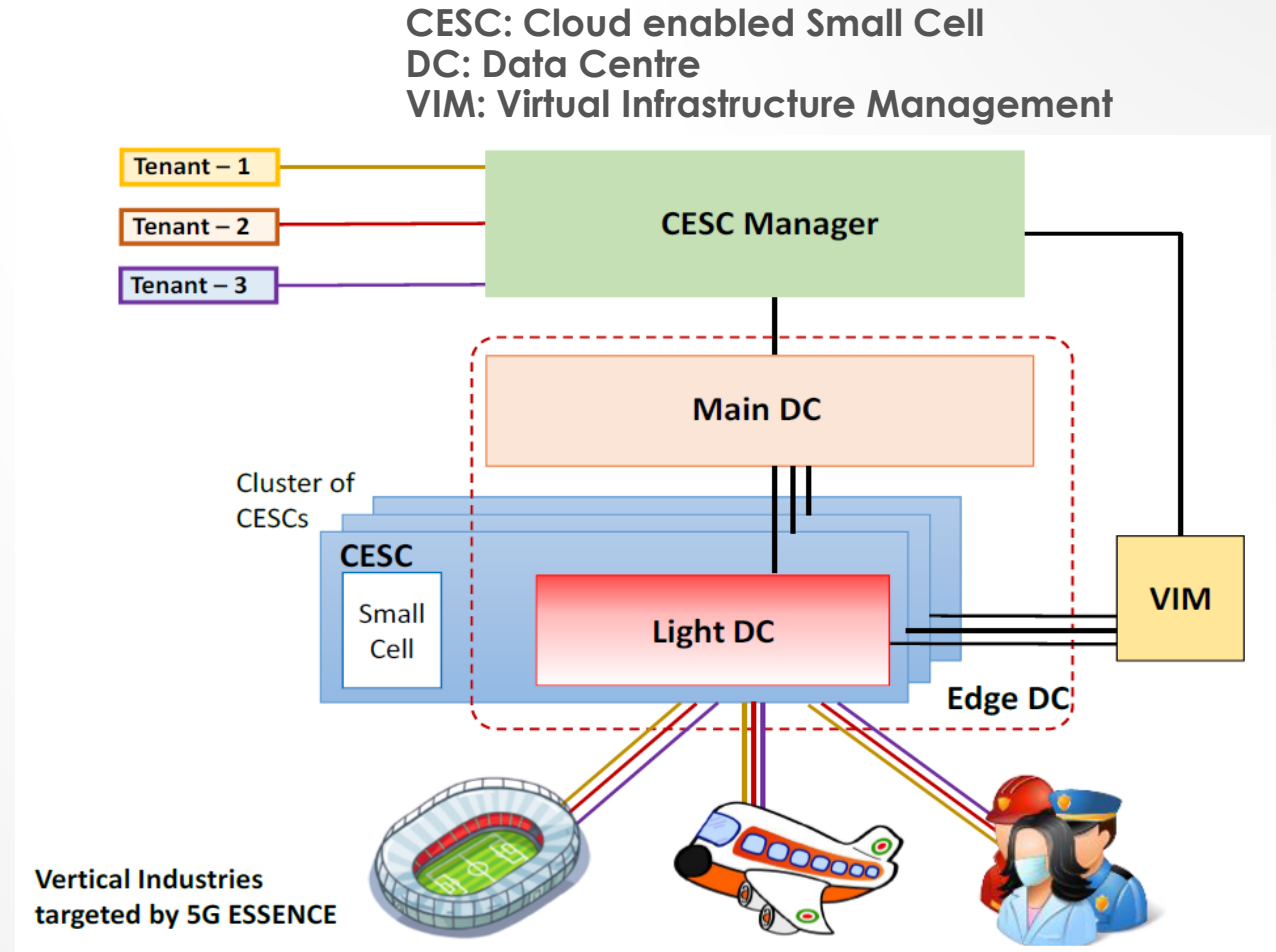 CESC: Cloud enabled Small Cell
DC: Data Centre
VIM: Virtual Infrastructure Management
Tenant – 1
Tenant – 2
Tenant – 3
CESC Manager
Main DC
Cluster of
CESCs
CESC
Small
Cell
Light DC
VIM
Edge DC
Vertical Industries
targeted by 5G ESSENCE